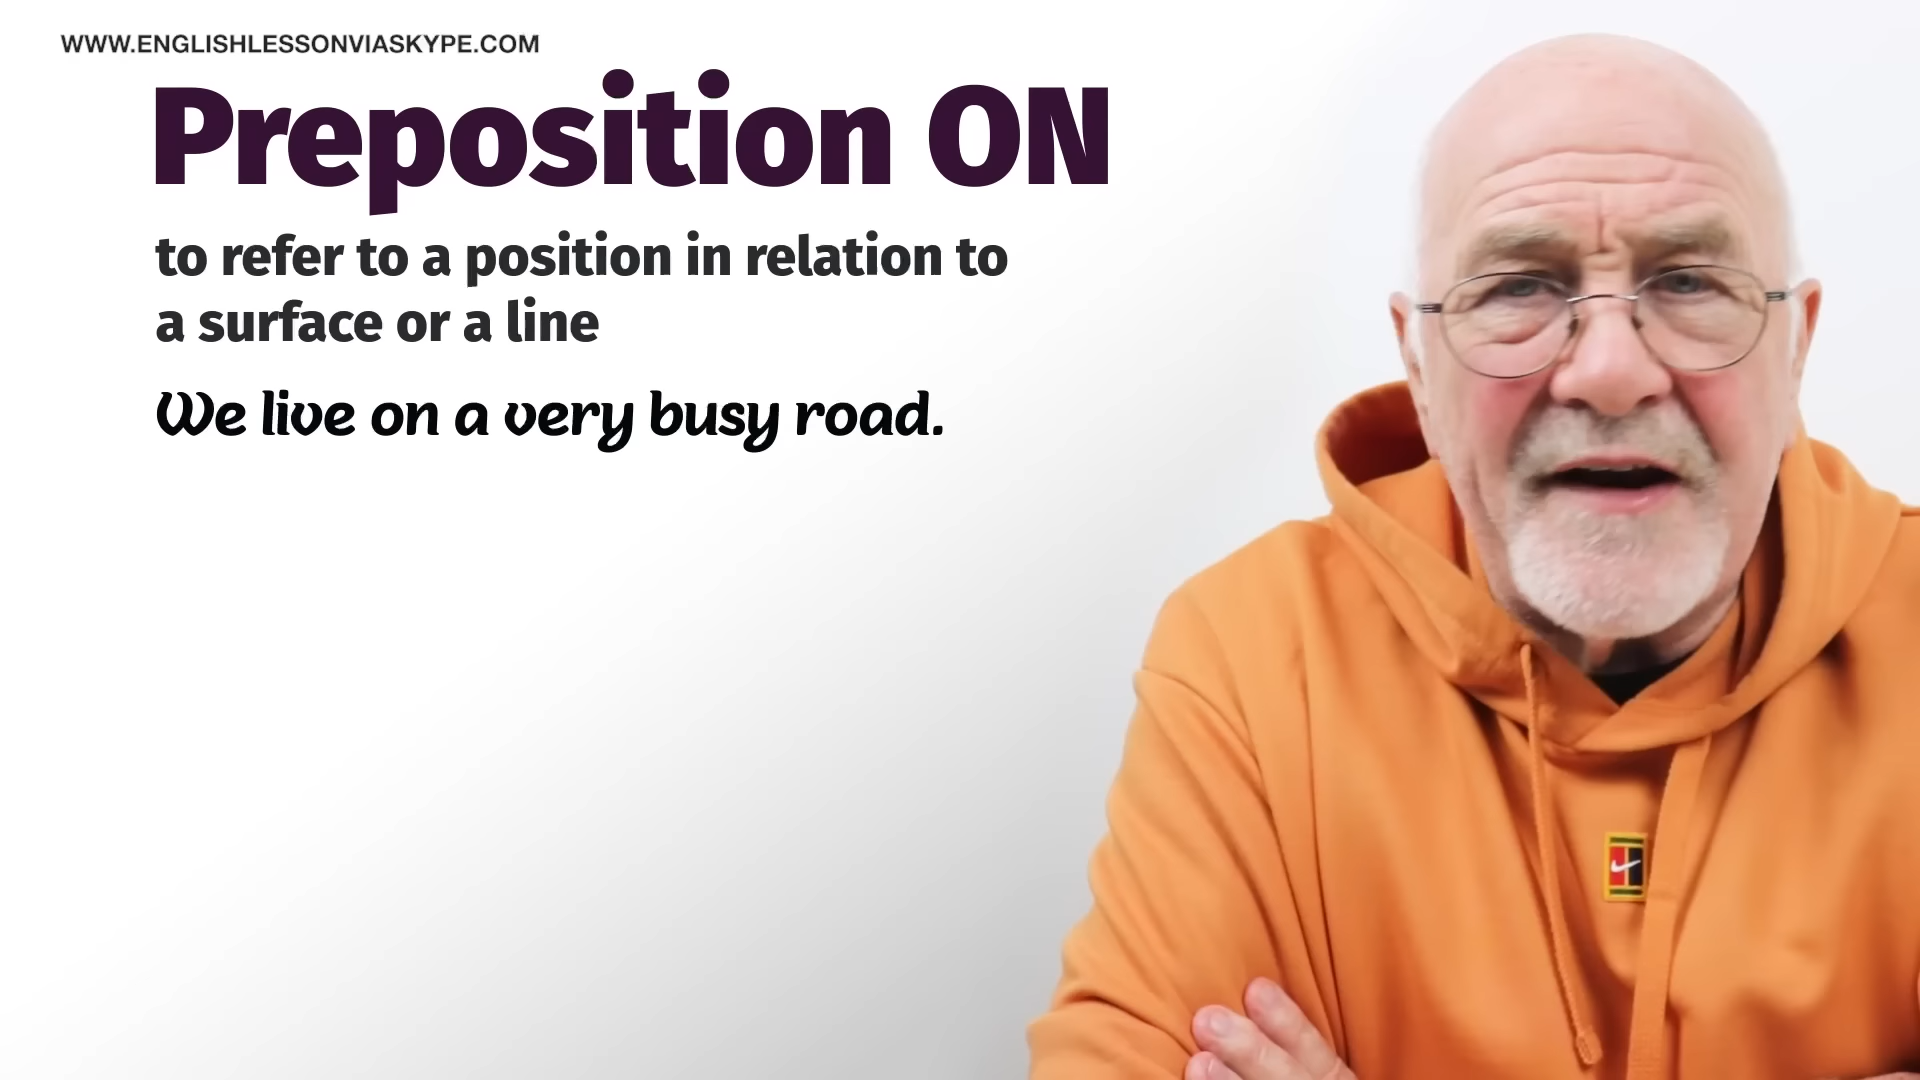 WWW.ENGLISHLESSONVIASKYPE.COM
Preposition ON
to refer to a position in relation to
a surface or a line
We live on a very busy road.